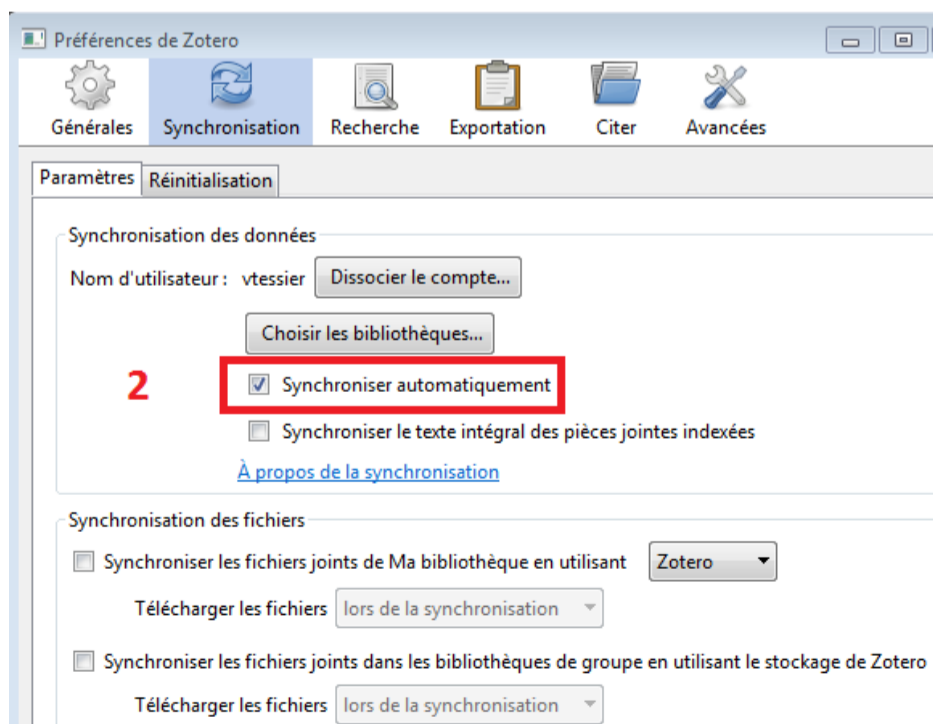 Préférences de Zotero
Générales Synchronisation Recherche Exportation Citer Avancées
Paramètres Réinitialisation
Synchronisation des données
Nom d'utilisateur : vtessier Dissocier le compte...
Choisir les bibliothèques...
2 Synchroniser automatiquement
Synchroniser le texte intégral des pièces jointes indexées
À propos de la synchronisation
Synchronisation des fichiers
Synchroniser les fichiers joints de Ma bibliothèque en utilisant Zotero
Télécharger les fichiers lors de la synchronisation
Synchroniser les fichiers joints dans les bibliothèques de groupe en utilisant le stockage de Zotero
Télécharger les fichiers lors de la synchronisation